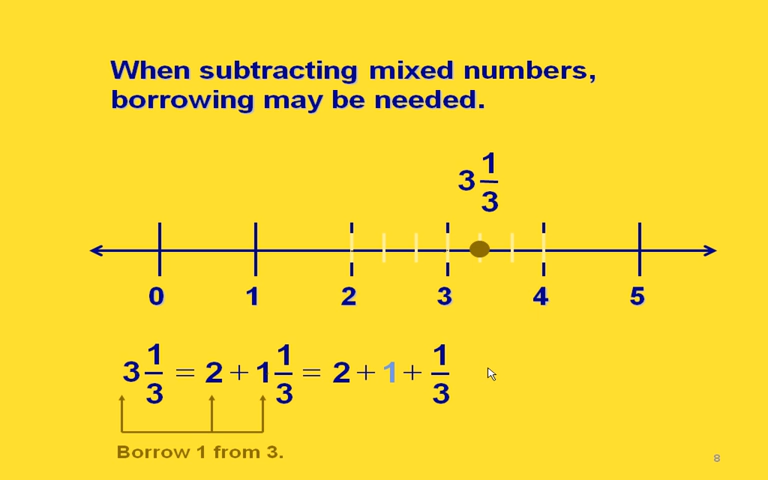 When subtracting mixed numbers,
borrowing may be needed.
3 1/3
0 1 2 3 4 5
3 1/3 = 2 + 1 1/3 = 2 + 1 + 1/3
Borrow 1 from 3.
8